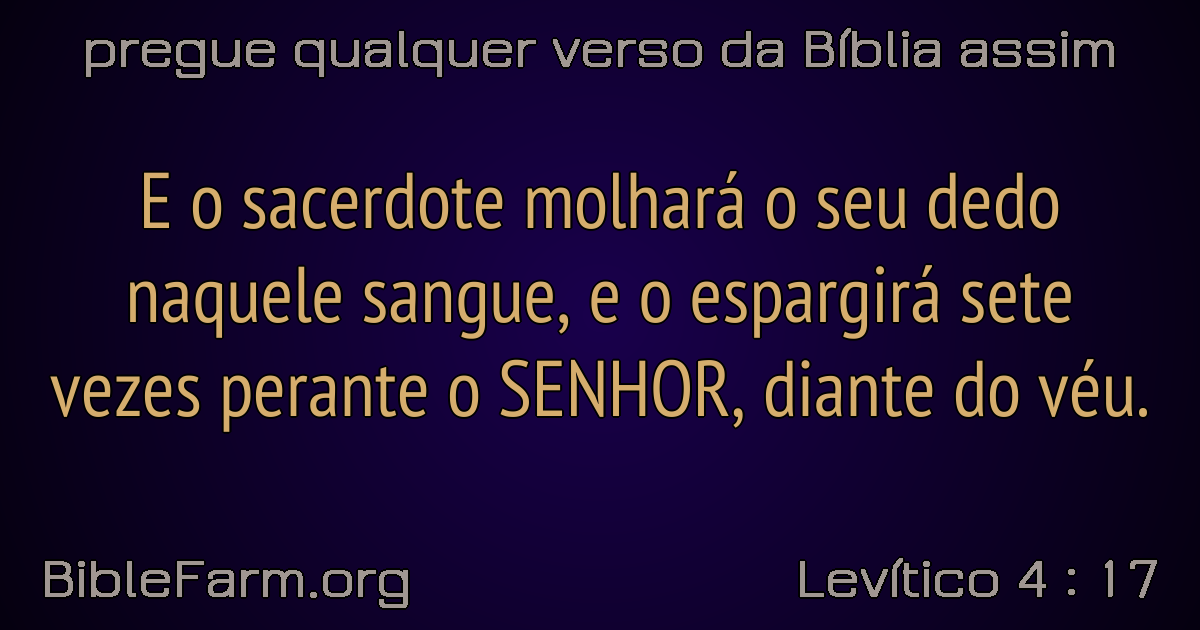 pregue qualquer verso da Bíblia assim
E o sacerdote molhará o seu dedo
naquele sangue, e o espargirá sete
vezes perante o SENHOR, diante do véu.
BibleFarm.org
Levítico 4 : 17